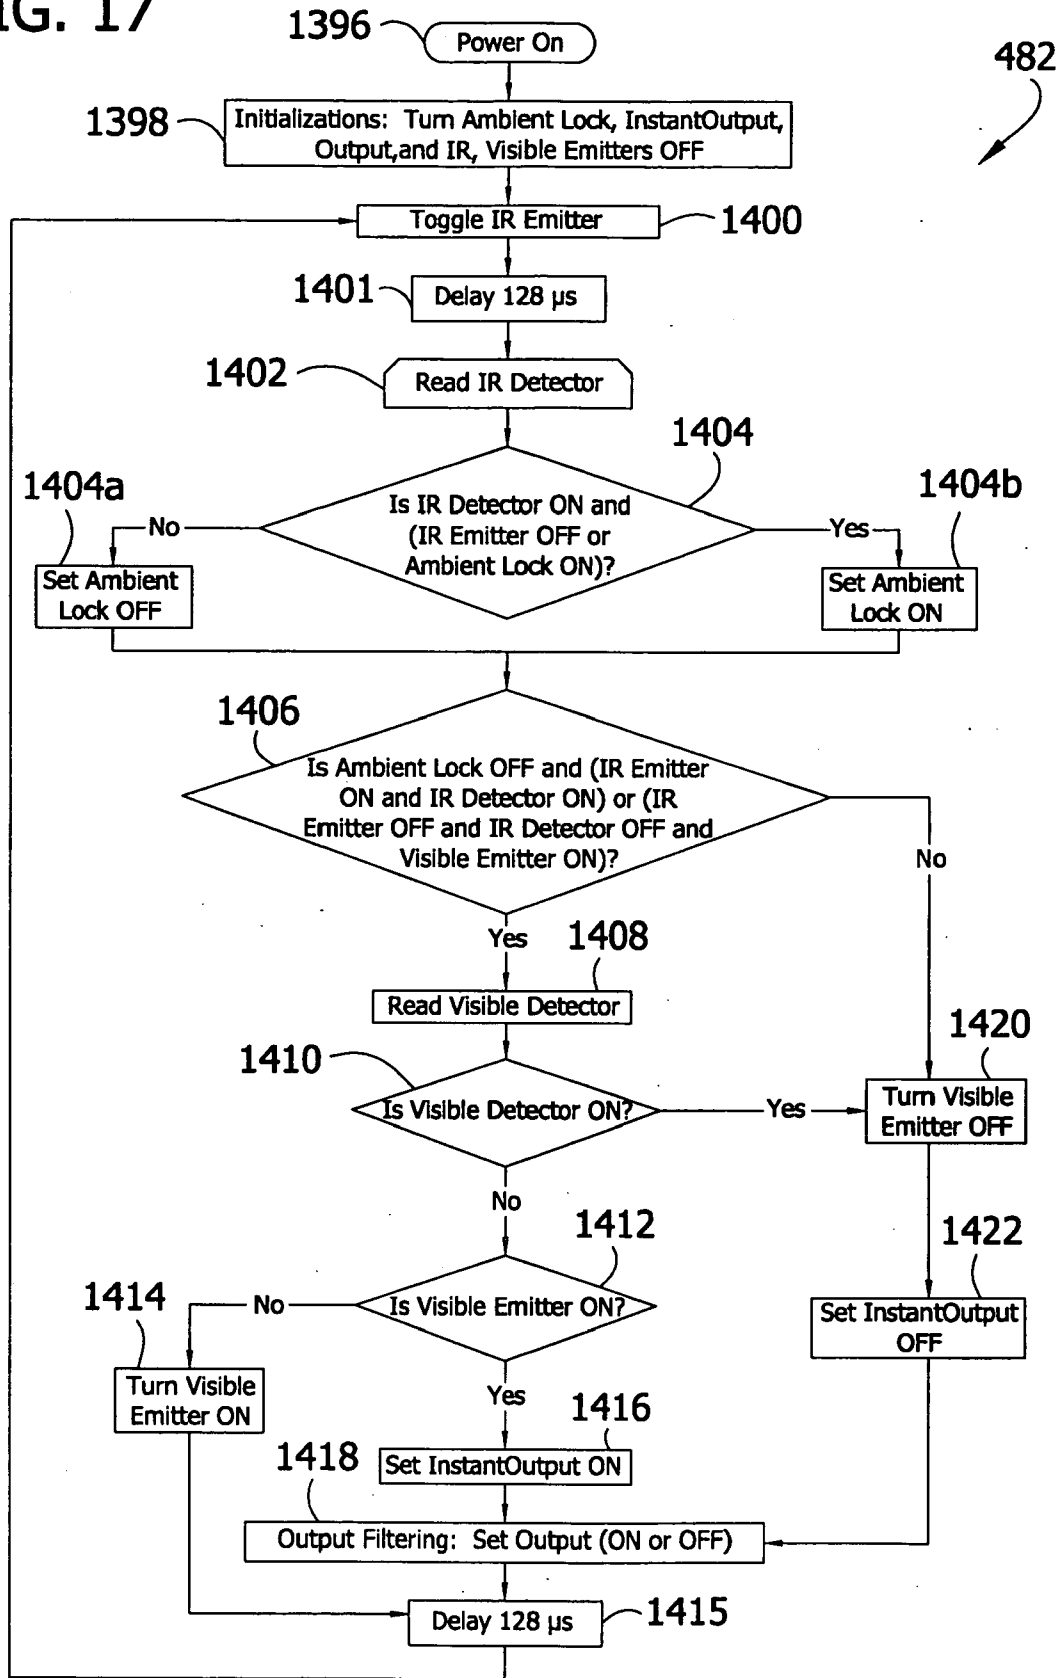 IG. 17
1396
Power On
482
1398
Initializations: Turn Ambient Lock, InstantOutput,
Output,and IR, Visible Emitters OFF
Toggle IR Emitter
1400
1401
Delay 128 µs
1402
Read IR Detector
1404
1404a
1404b
No
Is IR Detector ON and
(IR Emitter OFF or
Ambient Lock ON)?
Yes
Set Ambient
Lock OFF
Set Ambient
Lock ON
1406
Is Ambient Lock OFF and (IR Emitter
ON and IR Detector ON) or (IR
Emitter OFF and IR Detector OFF and
Visible Emitter ON)?
No
Yes
1408
Read Visible Detector
1410
1420
Is Visible Detector ON?
Yes
Turn Visible
Emitter OFF
No
1412
1422
1414
No
Is Visible Emitter ON?
Set InstantOutput
OFF
Turn Visible
Emitter ON
Yes
1416
Set InstantOutput ON
1418
Output Filtering: Set Output (ON or OFF)
Delay 128 µs
1415